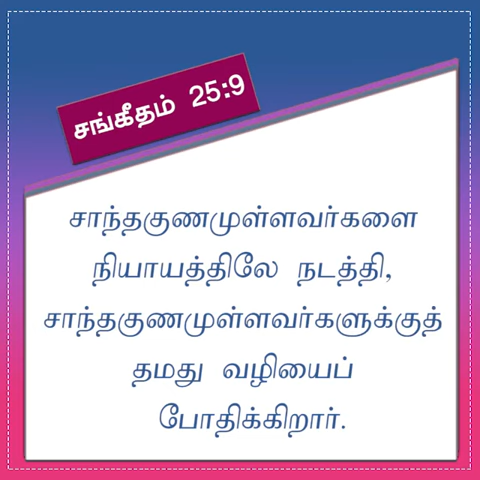 சங்கீதம் 25:9
சாந்தகுணமுள்ளவர்களை
நியாயத்திலே நடத்தி,
சாந்தகுணமுள்ளவர்களுக்குத்
தமது வழியைப்
போதிக்கிறார்.